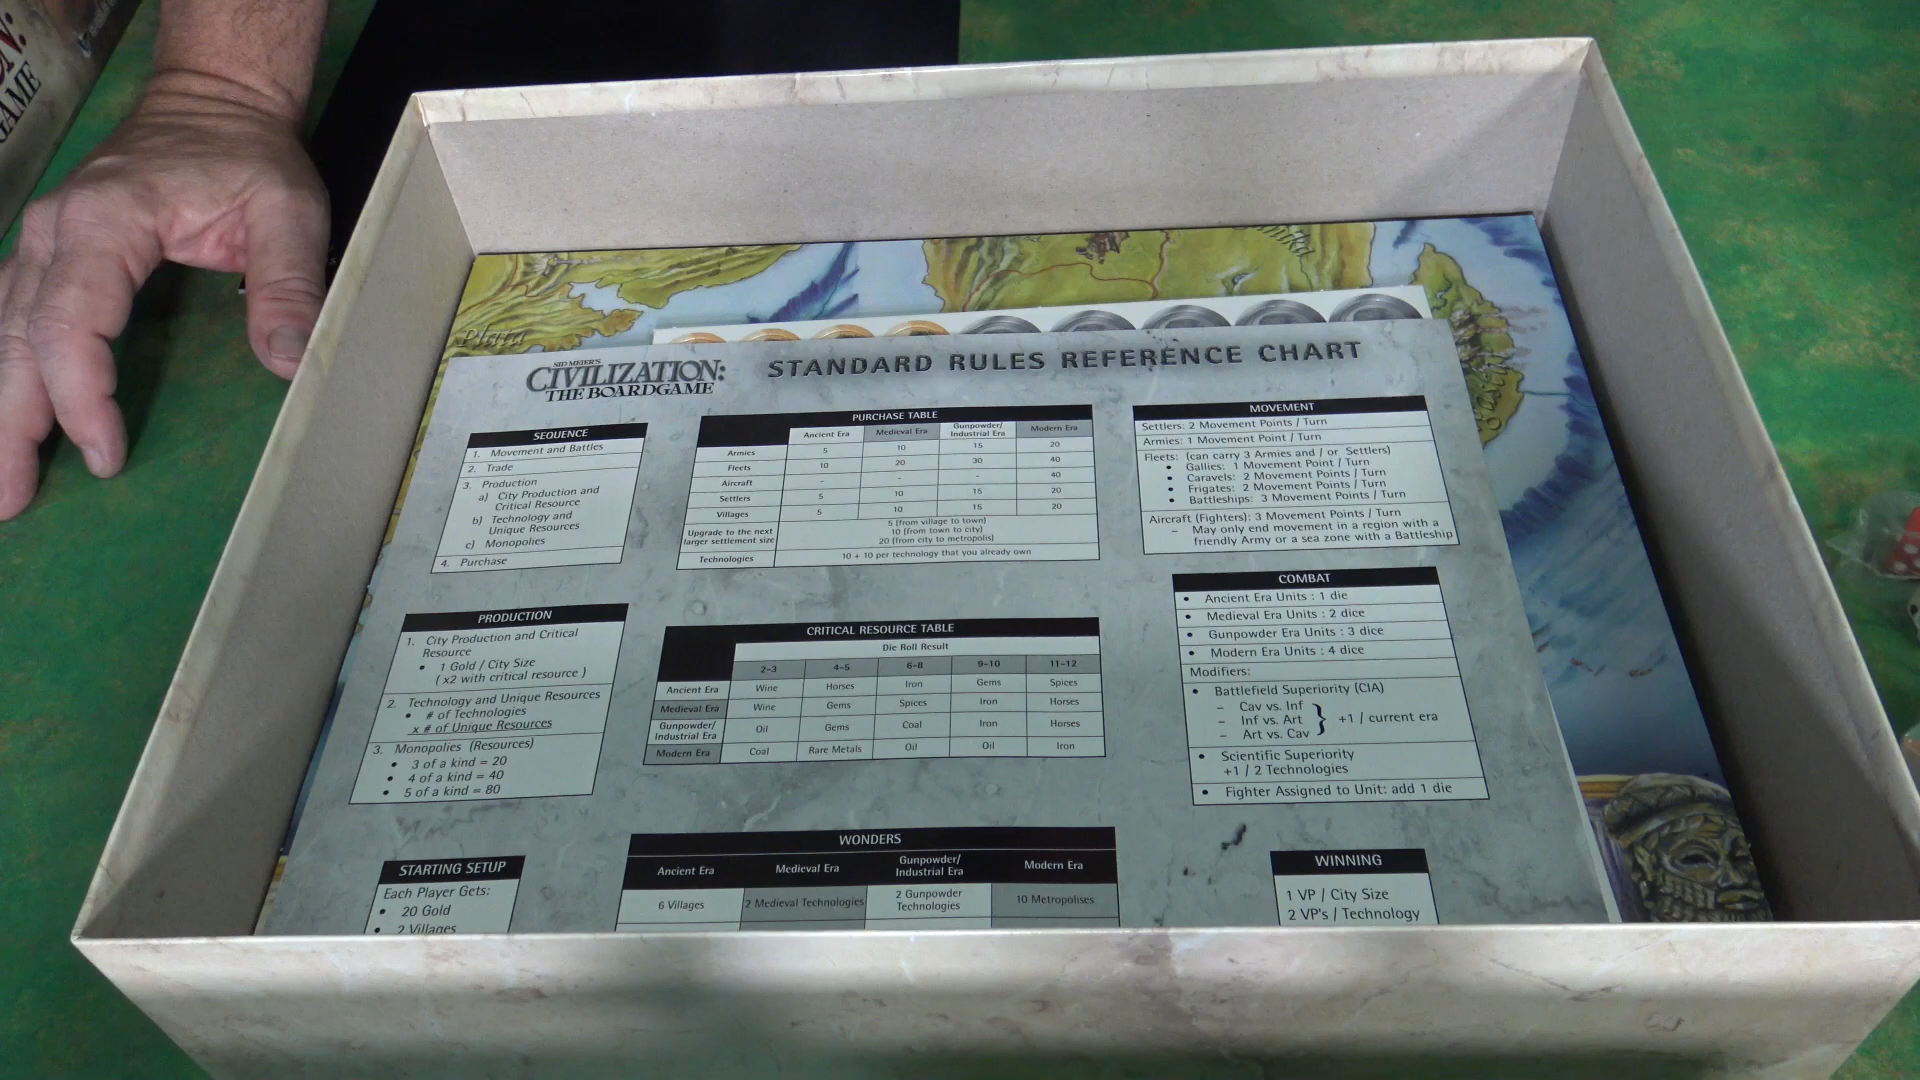 N:
GAME
Plata
SID MEIER'S
CIVILIZATION:
THE BOARDGAME
STANDARD RULES REFERENCE CHART
SEQUENCE
1. Movement and Battles
2. Trade
3. Production
a) City Production and
Critical Resource
b) Technology and
Unique Resources
c) Monopolies
4. Purchase
PURCHASE TABLE
Ancient Era Medieval Era Gunpowder/ Industrial Era Modern Era
Armies 5 10 15 20
Fleets 10 20 30 40
Aircraft - - - 40
Settlers 5 10 15 20
Villages 5 10 15 20
Upgrade to the next
larger settlement size
5 (from village to town)
10 (from town to city)
20 (from city to metropolis)
Technologies 10 + 10 per technology that you already own
MOVEMENT
Settlers: 2 Movement Points / Turn
Armies: 1 Movement Point / Turn
Fleets: (can carry 3 Armies and / or Settlers)
• Gallies: 1 Movement Point / Turn
• Caravels: 2 Movement Points / Turn
• Frigates: 2 Movement Points / Turn
• Battleships: 3 Movement Points / Turn
Aircraft (Fighters): 3 Movement Points / Turn
– May only end movement in a region with a
friendly Army or a sea zone with a Battleship
PRODUCTION
1. City Production and Critical
Resource
• 1 Gold / City Size
( x2 with critical resource )
2. Technology and Unique Resources
• # of Technologies
x # of Unique Resources
3. Monopolies (Resources)
• 3 of a kind = 20
• 4 of a kind = 40
• 5 of a kind = 80
CRITICAL RESOURCE TABLE
Die Roll Result
2-3 4-5 6-8 9-10 11-12
Ancient Era Wine Horses Iron Gems Spices
Medieval Era Wine Gems Spices Iron Horses
Gunpowder/ Industrial Era Oil Gems Coal Iron Horses
Modern Era Coal Rare Metals Oil Oil Iron
COMBAT
• Ancient Era Units : 1 die
• Medieval Era Units : 2 dice
• Gunpowder Era Units : 3 dice
• Modern Era Units : 4 dice
Modifiers:
• Battlefield Superiority (CIA)
– Cav vs. Inf
– Inf vs. Art } +1 / current era
– Art vs. Cav
• Scientific Superiority
+1 / 2 Technologies
• Fighter Assigned to Unit: add 1 die
STARTING SETUP
Each Player Gets:
• 20 Gold
• 2 Villages
WONDERS
Ancient Era Medieval Era Gunpowder/ Industrial Era Modern Era
6 Villages 2 Medieval Technologies 2 Gunpowder Technologies 10 Metropolises
WINNING
1 VP / City Size
2 VP's / Technology